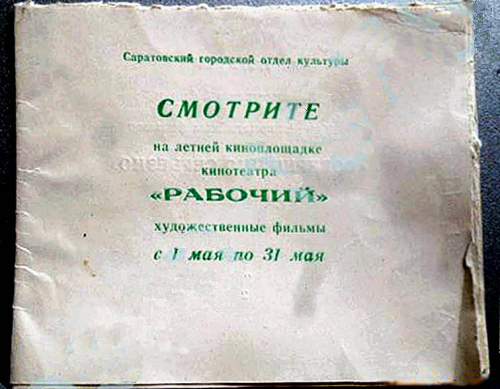 Саратовский городской отдел культуры
СМОТРИТЕ
на летней киноплощадке
кинотеатра
«РАБОЧИЙ»
художественные фильмы
с 1 мая по 31 мая